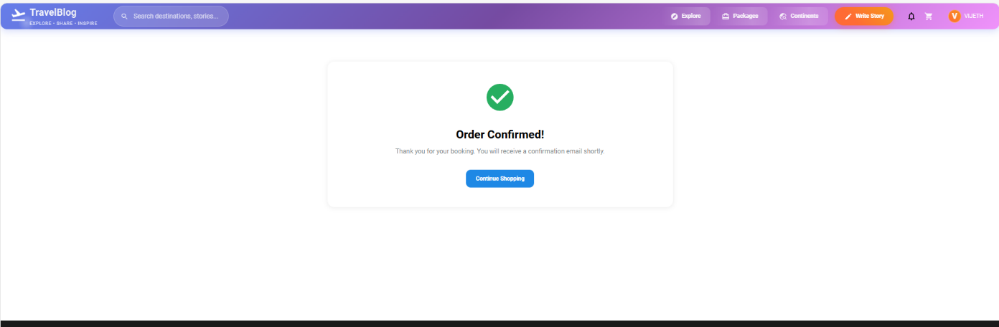 TravelBlog
EXPLORE • SHARE • INSPIRE
Search destinations, stories...
Explore
Packages
Continents
Write Story
V
VIJETH
Order Confirmed!
Thank you for your booking. You will receive a confirmation email shortly.
Continue Shopping